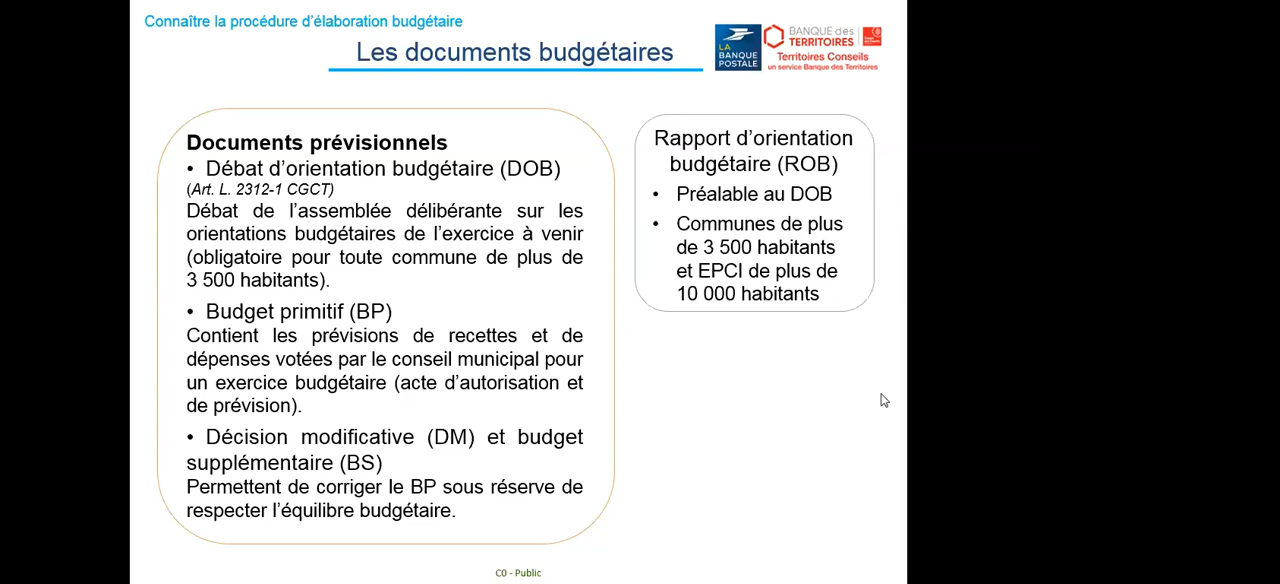 Connaître la procédure d'élaboration budgétaire
Les documents budgétaires
LA
BANQUE
POSTALE
BANQUE des
TERRITOIRES
Territoires Conseils
un service Banque des Territoires
Documents prévisionnels
• Débat d'orientation budgétaire (DOB)
(Art. L. 2312-1 CGCT)
Débat de l'assemblée délibérante sur les
orientations budgétaires de l'exercice à venir
(obligatoire pour toute commune de plus de
3 500 habitants).
• Budget primitif (BP)
Contient les prévisions de recettes et de
dépenses votées par le conseil municipal pour
un exercice budgétaire (acte d'autorisation et
de prévision).
• Décision modificative (DM) et budget
supplémentaire (BS)
Permettent de corriger le BP sous réserve de
respecter l'équilibre budgétaire.
Rapport d'orientation
budgétaire (ROB)
• Préalable au DOB
• Communes de plus
de 3 500 habitants
et EPCI de plus de
10 000 habitants
C0 - Public